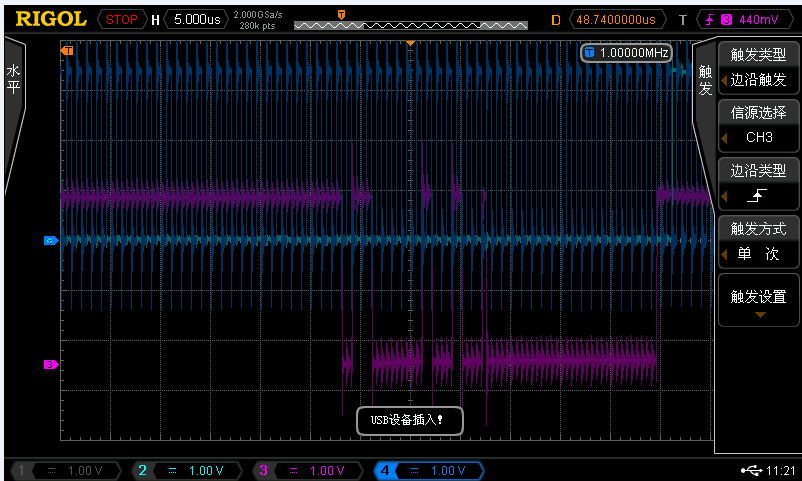 RIGOL STOP H 5.000us 2.000GSa/s 280k pts D 48.7400000us T 3 440mV
水平
T
T 1.00000MHz
触发
触发类型
边沿触发
信源选择
CH3
边沿类型
触发方式
单 次
触发设置
4
3
USB设备插入!
1 = 1.00 V 2 = 1.00 V 3 = 1.00 V 4 = 1.00 V 11:21